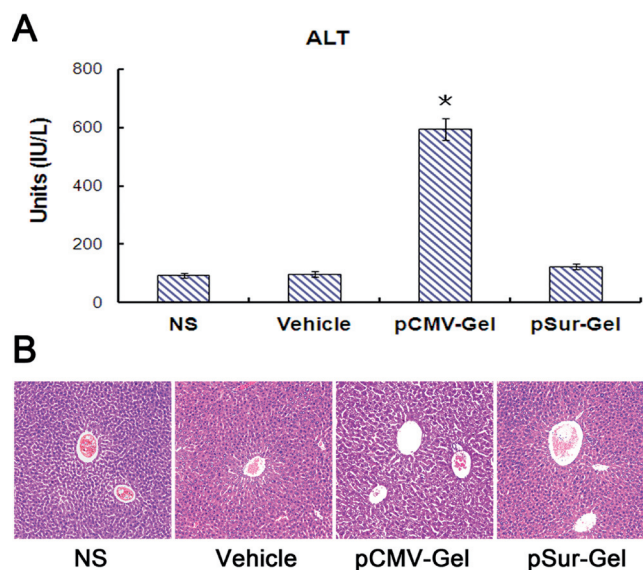 A
ALT
800
600
400
200
0
Units (IU/L)
*
NS Vehicle pCMV-Gel pSur-Gel
B
NS Vehicle pCMV-Gel pSur-Gel